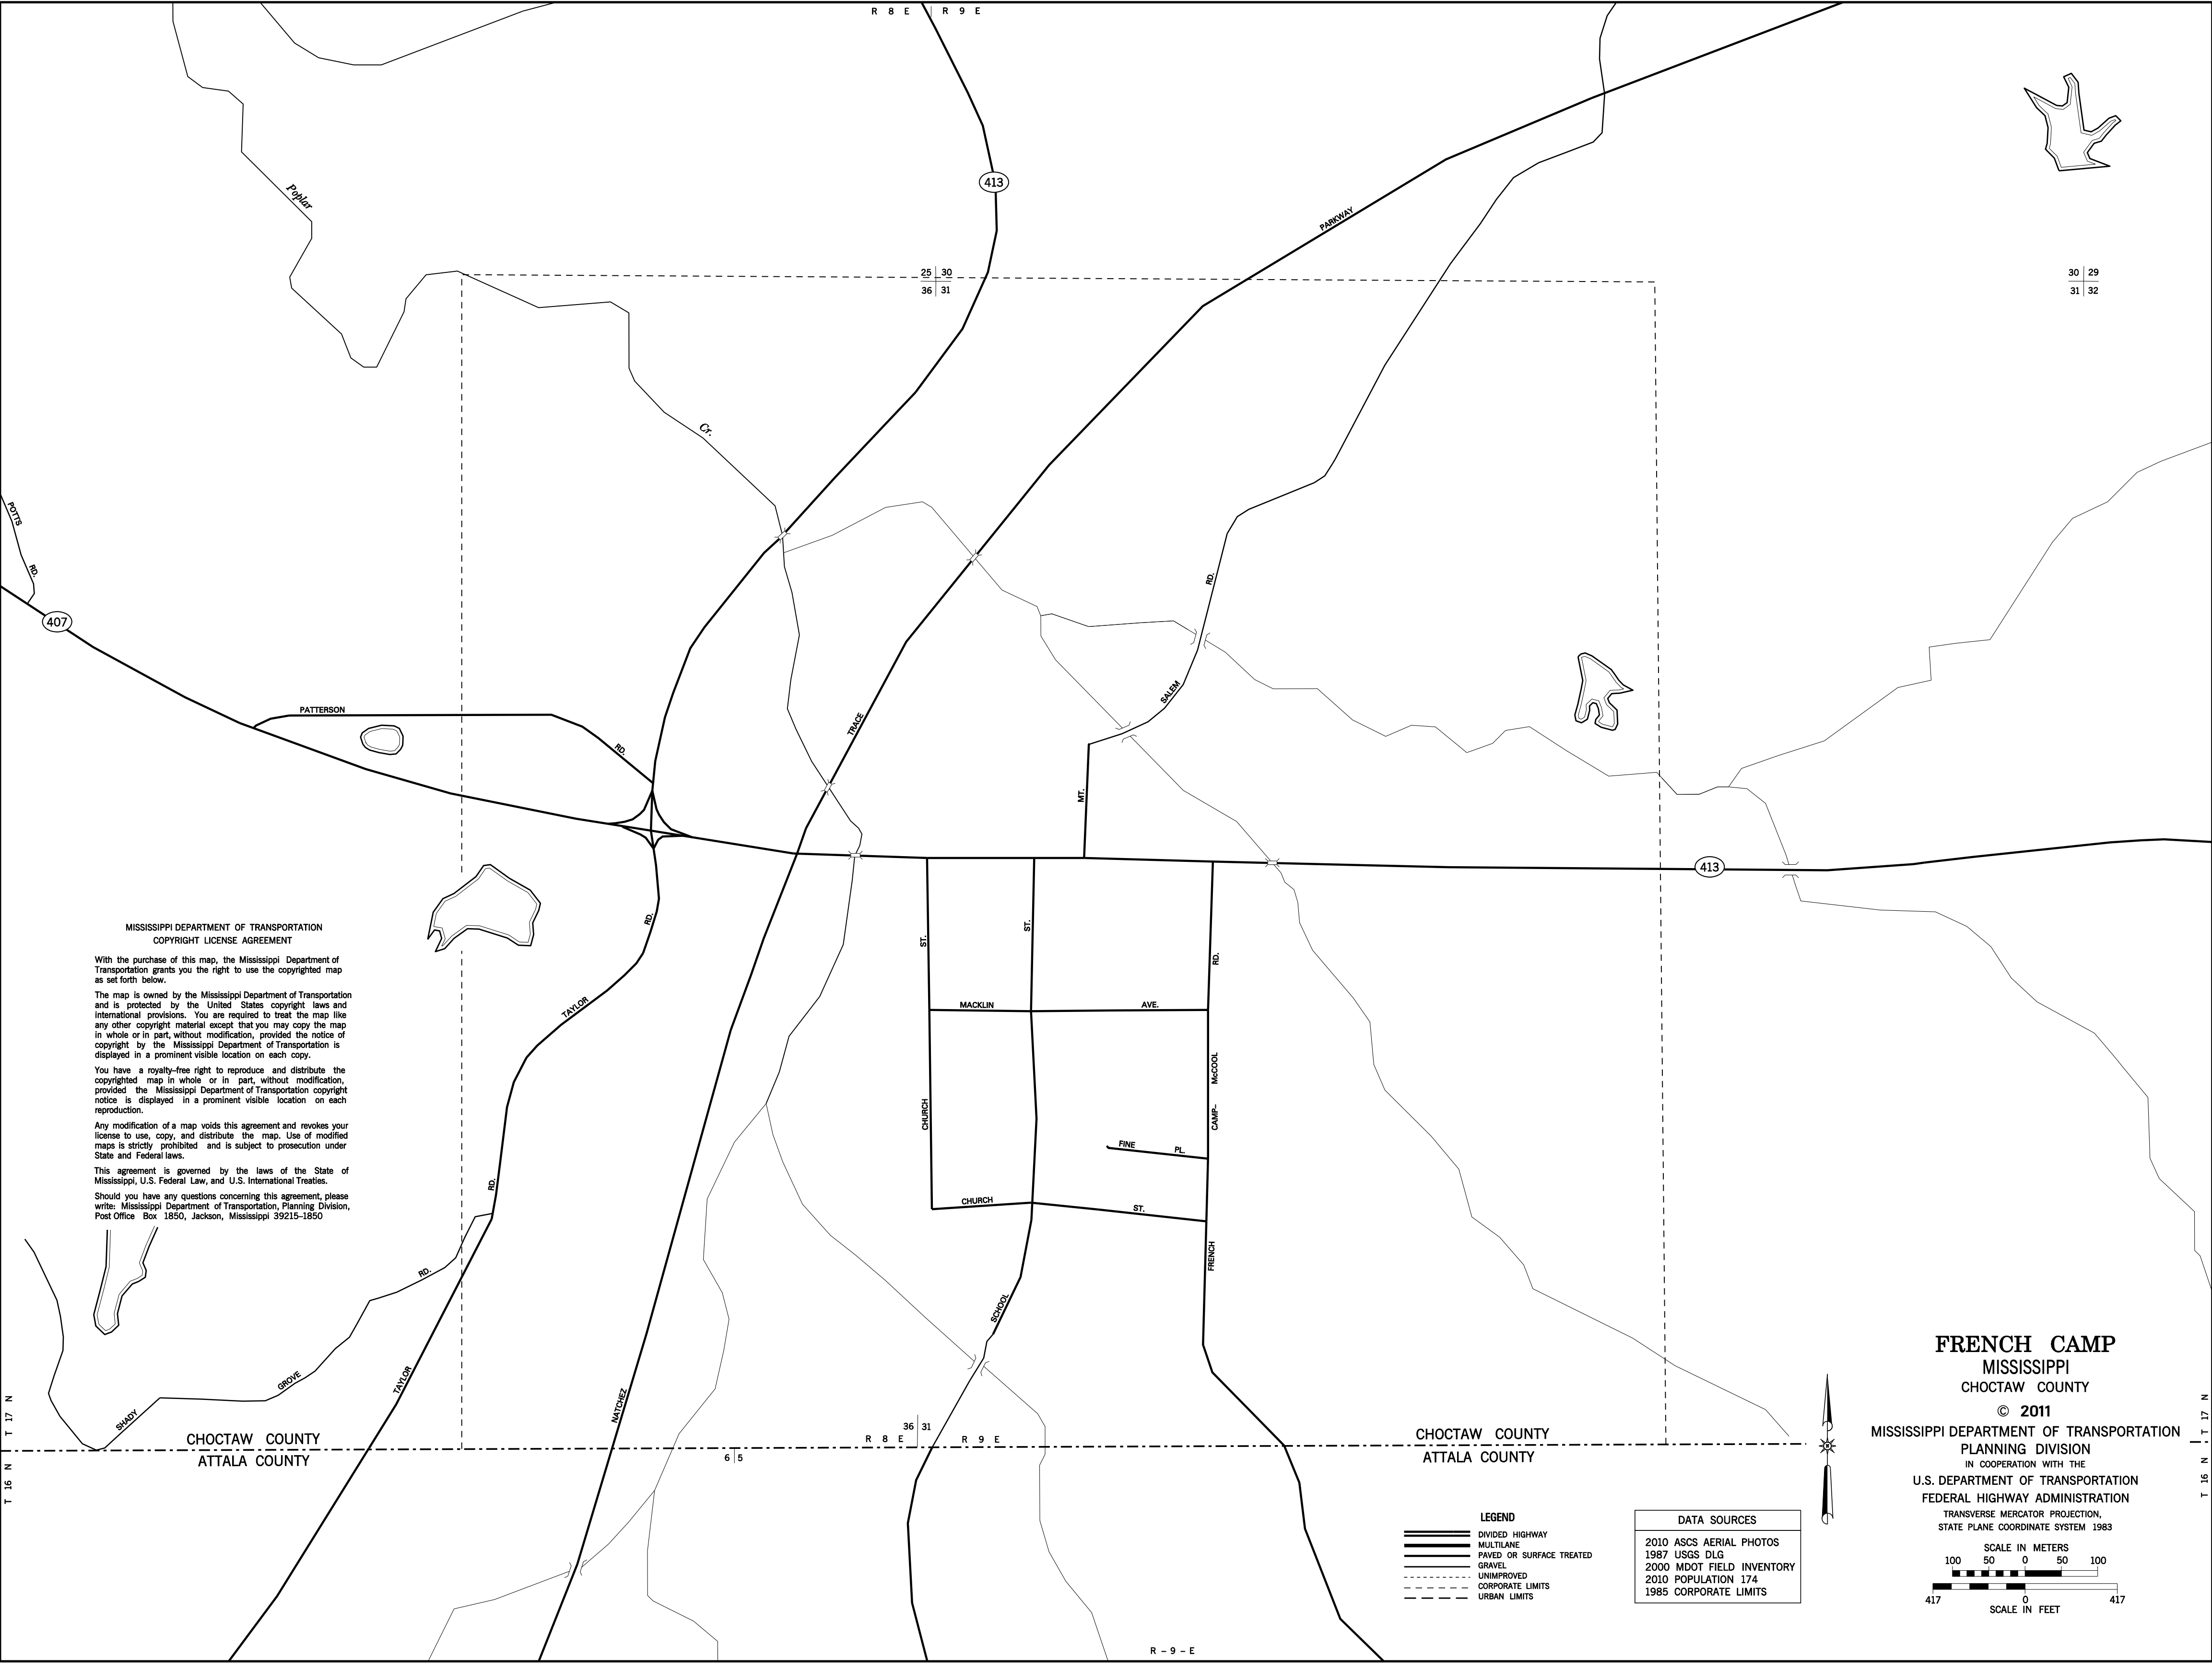 R 8 E R 9 E
Poplar
413
PARKWAY
25 30
36 31
30 29
31 32
Cr.
POTTS
RD.
407
RD.
SALEM
PATTERSON
RD.
TRACE
MT.
413
RD.
ST.
ST.
RD.
TAYLOR
MACKLIN AVE.
McCOOL
CHURCH
CAMP–
FINE PL.
RD.
CHURCH ST.
FRENCH
MISSISSIPPI DEPARTMENT OF TRANSPORTATION
COPYRIGHT LICENSE AGREEMENT
With the purchase of this map, the Mississippi Department of
Transportation grants you the right to use the copyrighted map
as set forth below.
The map is owned by the Mississippi Department of Transportation
and is protected by the United States copyright laws and
international provisions. You are required to treat the map like
any other copyright material except that you may copy the map
in whole or in part, without modification, provided the notice of
copyright by the Mississippi Department of Transportation is
displayed in a prominent visible location on each copy.
You have a royalty–free right to reproduce and distribute the
copyrighted map in whole or in part, without modification,
provided the Mississippi Department of Transportation copyright
notice is displayed in a prominent visible location on each
reproduction.
Any modification of a map voids this agreement and revokes your
license to use, copy, and distribute the map. Use of modified
maps is strictly prohibited and is subject to prosecution under
State and Federal laws.
This agreement is governed by the laws of the State of
Mississippi, U.S. Federal Law, and U.S. International Treaties.
Should you have any questions concerning this agreement, please
write: Mississippi Department of Transportation, Planning Division,
Post Office Box 1850, Jackson, Mississippi 39215–1850
RD.
SCHOOL
GROVE
TAYLOR
SHADY
NATCHEZ
T 17 N
T 16 N
CHOCTAW COUNTY
ATTALA COUNTY
36 31
R 8 E R 9 E
6 5
CHOCTAW COUNTY
ATTALA COUNTY
T 17 N
T 16 N
R – 9 – E
FRENCH CAMP
MISSISSIPPI
CHOCTAW COUNTY
© 2011
MISSISSIPPI DEPARTMENT OF TRANSPORTATION
PLANNING DIVISION
IN COOPERATION WITH THE
U.S. DEPARTMENT OF TRANSPORTATION
FEDERAL HIGHWAY ADMINISTRATION
TRANSVERSE MERCATOR PROJECTION,
STATE PLANE COORDINATE SYSTEM 1983
SCALE IN METERS
100 50 0 50 100
417 0 417
SCALE IN FEET
LEGEND
DIVIDED HIGHWAY
MULTILANE
PAVED OR SURFACE TREATED
GRAVEL
UNIMPROVED
CORPORATE LIMITS
URBAN LIMITS
DATA SOURCES
2010 ASCS AERIAL PHOTOS
1987 USGS DLG
2000 MDOT FIELD INVENTORY
2010 POPULATION 174
1985 CORPORATE LIMITS